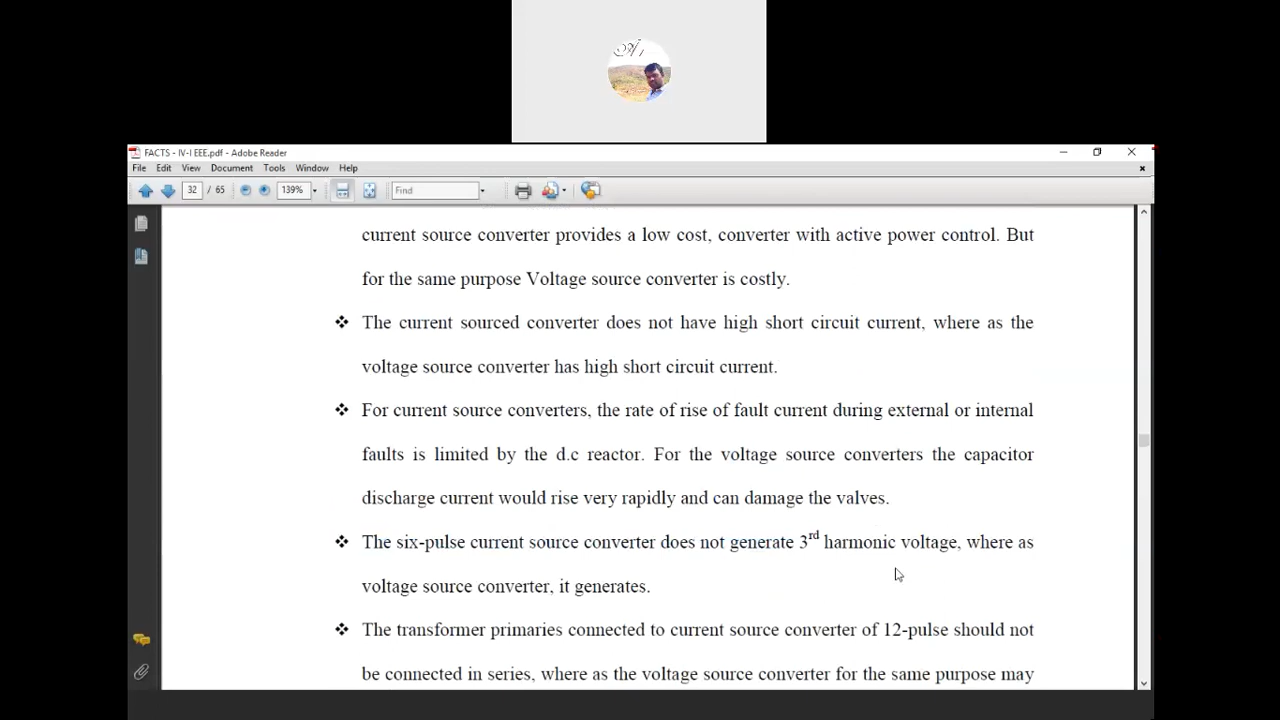 FACTS - IV-I EEE.pdf - Adobe Reader
File Edit View Document Tools Window Help
32 / 65 139% Find
current source converter provides a low cost, converter with active power control. But
for the same purpose Voltage source converter is costly.
❖ The current sourced converter does not have high short circuit current, where as the
voltage source converter has high short circuit current.
❖ For current source converters, the rate of rise of fault current during external or internal
faults is limited by the d.c reactor. For the voltage source converters the capacitor
discharge current would rise very rapidly and can damage the valves.
❖ The six-pulse current source converter does not generate 3rd harmonic voltage, where as
voltage source converter, it generates.
❖ The transformer primaries connected to current source converter of 12-pulse should not
be connected in series, where as the voltage source converter for the same purpose may